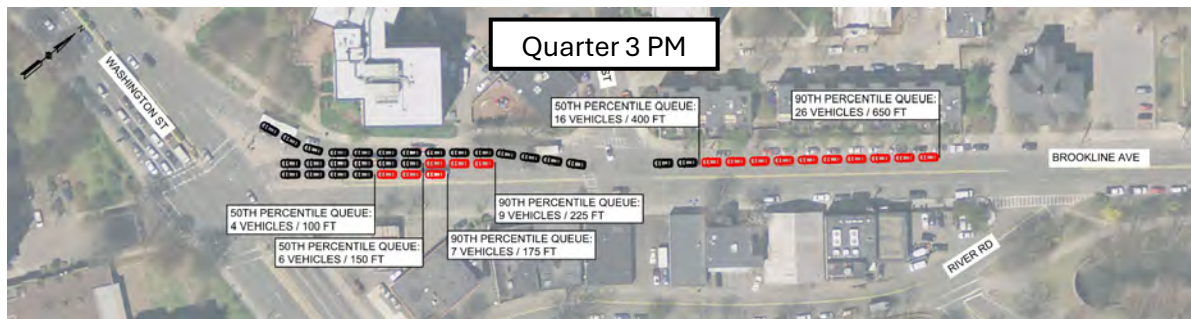 Quarter 3 PM
WASHINGTON ST
ST
50TH PERCENTILE QUEUE:
16 VEHICLES / 400 FT
90TH PERCENTILE QUEUE:
26 VEHICLES / 650 FT
BROOKLINE AVE
50TH PERCENTILE QUEUE:
4 VEHICLES / 100 FT
90TH PERCENTILE QUEUE:
9 VEHICLES / 225 FT
50TH PERCENTILE QUEUE:
6 VEHICLES / 150 FT
90TH PERCENTILE QUEUE:
7 VEHICLES / 175 FT
RIVER RD